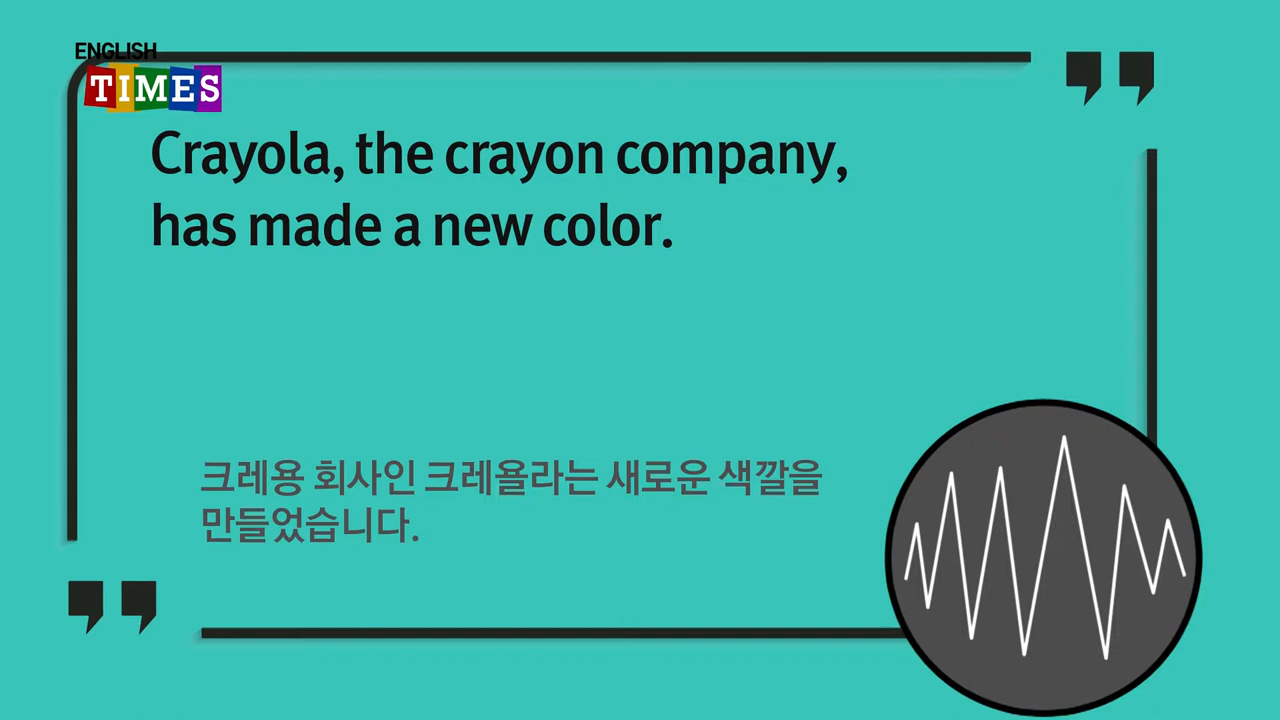 ENGLISH
TIMES
Crayola, the crayon company,
has made a new color.
크레용 회사인 크레욜라는 새로운 색깔을
만들었습니다.